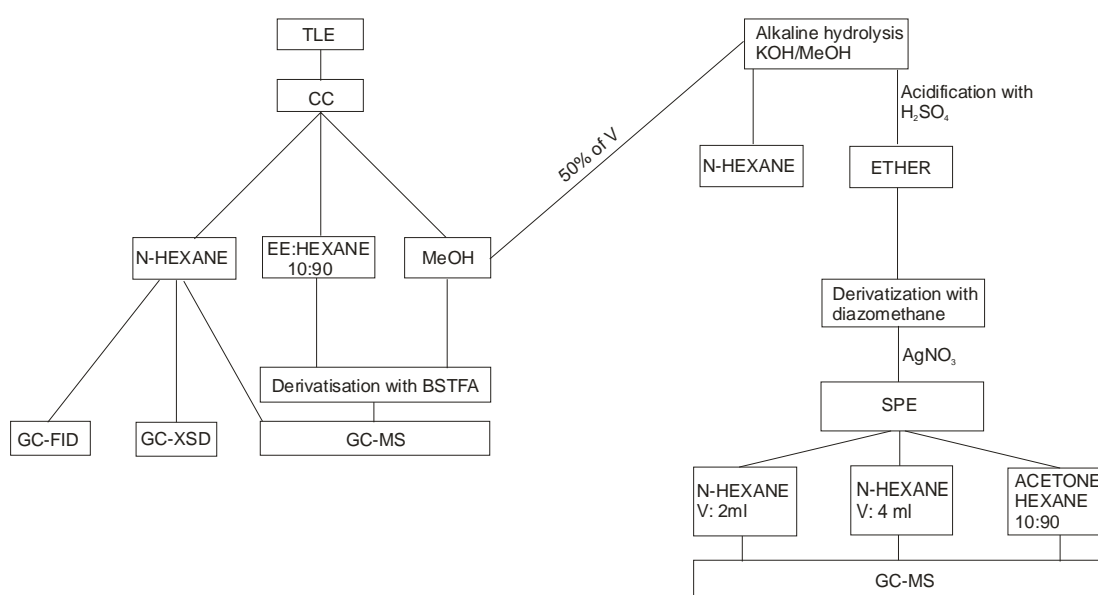 TLE
CC
N-HEXANE
EE:HEXANE
10:90
MeOH
Derivatisation with BSTFA
GC-FID
GC-XSD
GC-MS
50% of V
Alkaline hydrolysis
KOH/MeOH
Acidification with
H₂SO₄
N-HEXANE
ETHER
Derivatization with
diazomethane
AgNO₃
SPE
N-HEXANE
V: 2ml
N-HEXANE
V: 4 ml
ACETONE
HEXANE
10:90
GC-MS